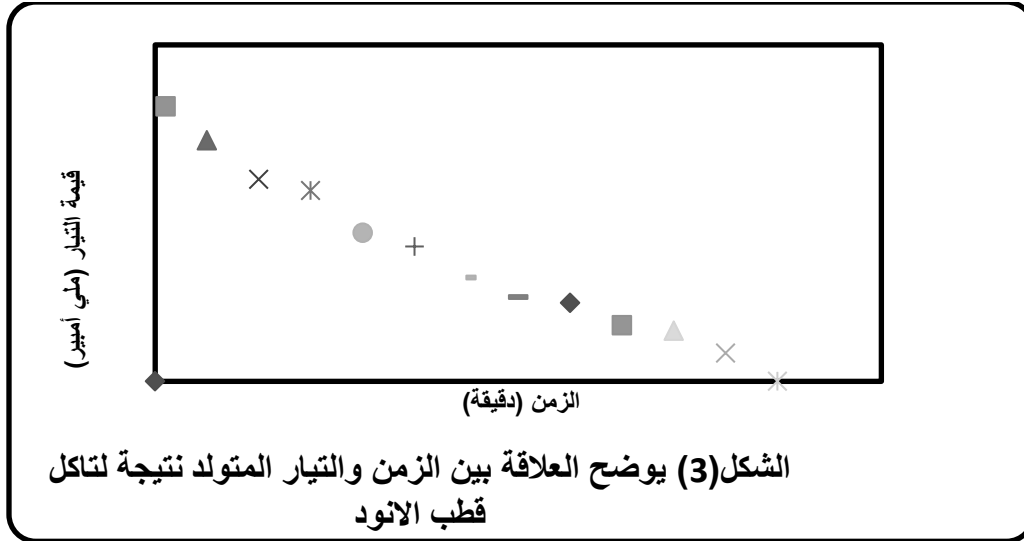 قيمة التيار (ملي أمبير)
الزمن (دقيقة)
الشكل(3) يوضح العلاقة بين الزمن والتيار المتولد نتيجة لتاكل
قطب الانود